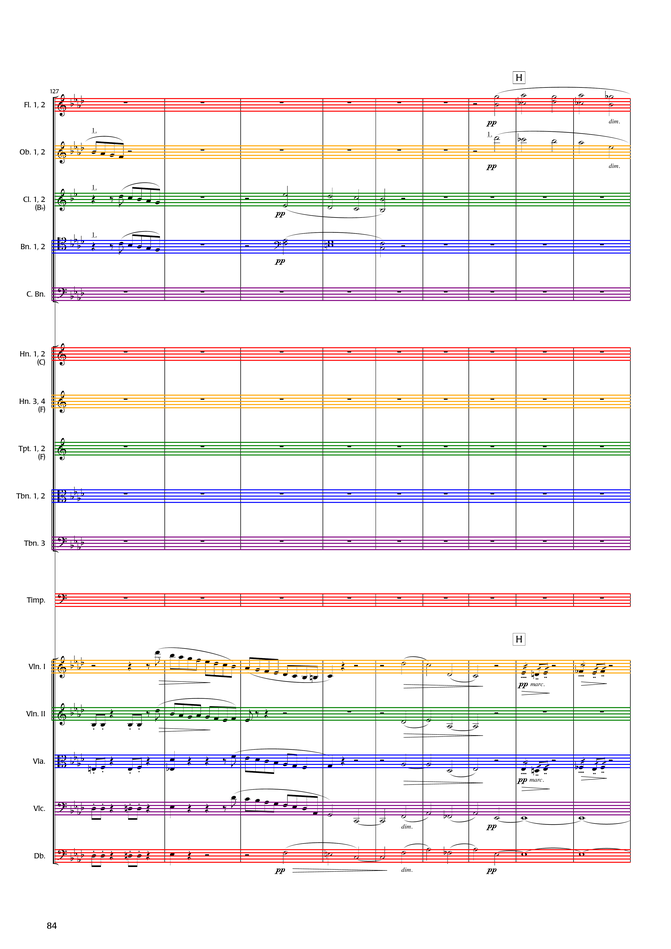 H
127
Fl. 1, 2
pp
dim.
1.
1.
Ob. 1, 2
pp
dim.
1.
Cl. 1, 2
(B♭)
pp
1.
Bn. 1, 2
pp
C. Bn.
Hn. 1, 2
(C)
Hn. 3, 4
(F)
Tpt. 1, 2
(F)
Tbn. 1, 2
Tbn. 3
Timp.
H
Vln. I
pp marc.
Vln. II
Vla.
pp marc.
Vlc.
dim.
pp
Db.
pp
dim.
pp
84